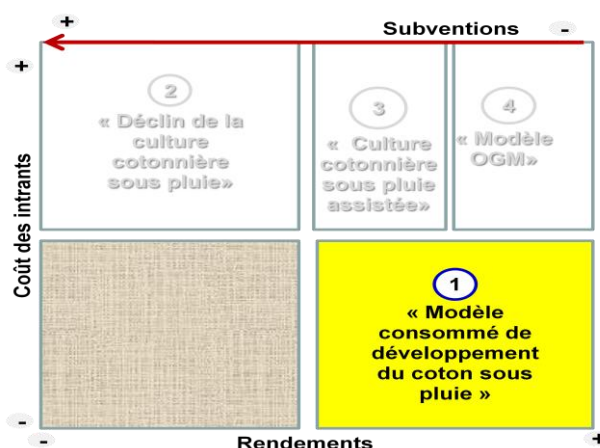 +
Subventions -
+
2
« Déclin de la
culture
cotonnière
sous pluie»
3
« Culture
cotonnière
sous pluie
assistée»
4
« Modèle
OGM»
Coût des intrants
1
« Modèle
consommé de
développement
du coton sous
pluie »
-
- Rendements +